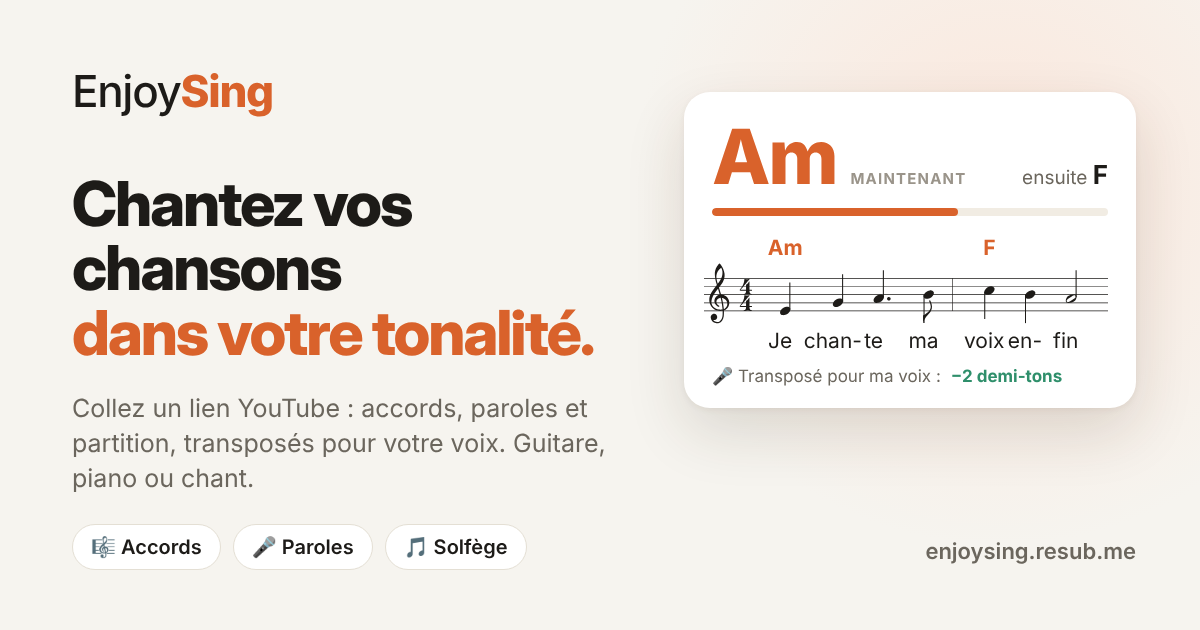 EnjoySing
Chantez vos
chansons
dans votre tonalité.
Collez un lien YouTube : accords, paroles et
partition, transposés pour votre voix. Guitare,
piano ou chant.
Accords
Paroles
Solfège
Am MAINTENANT ensuite F
Am F
4
4
Je chan- te ma voix en- fin
Transposé pour ma voix : −2 demi-tons
enjoysing.resub.me